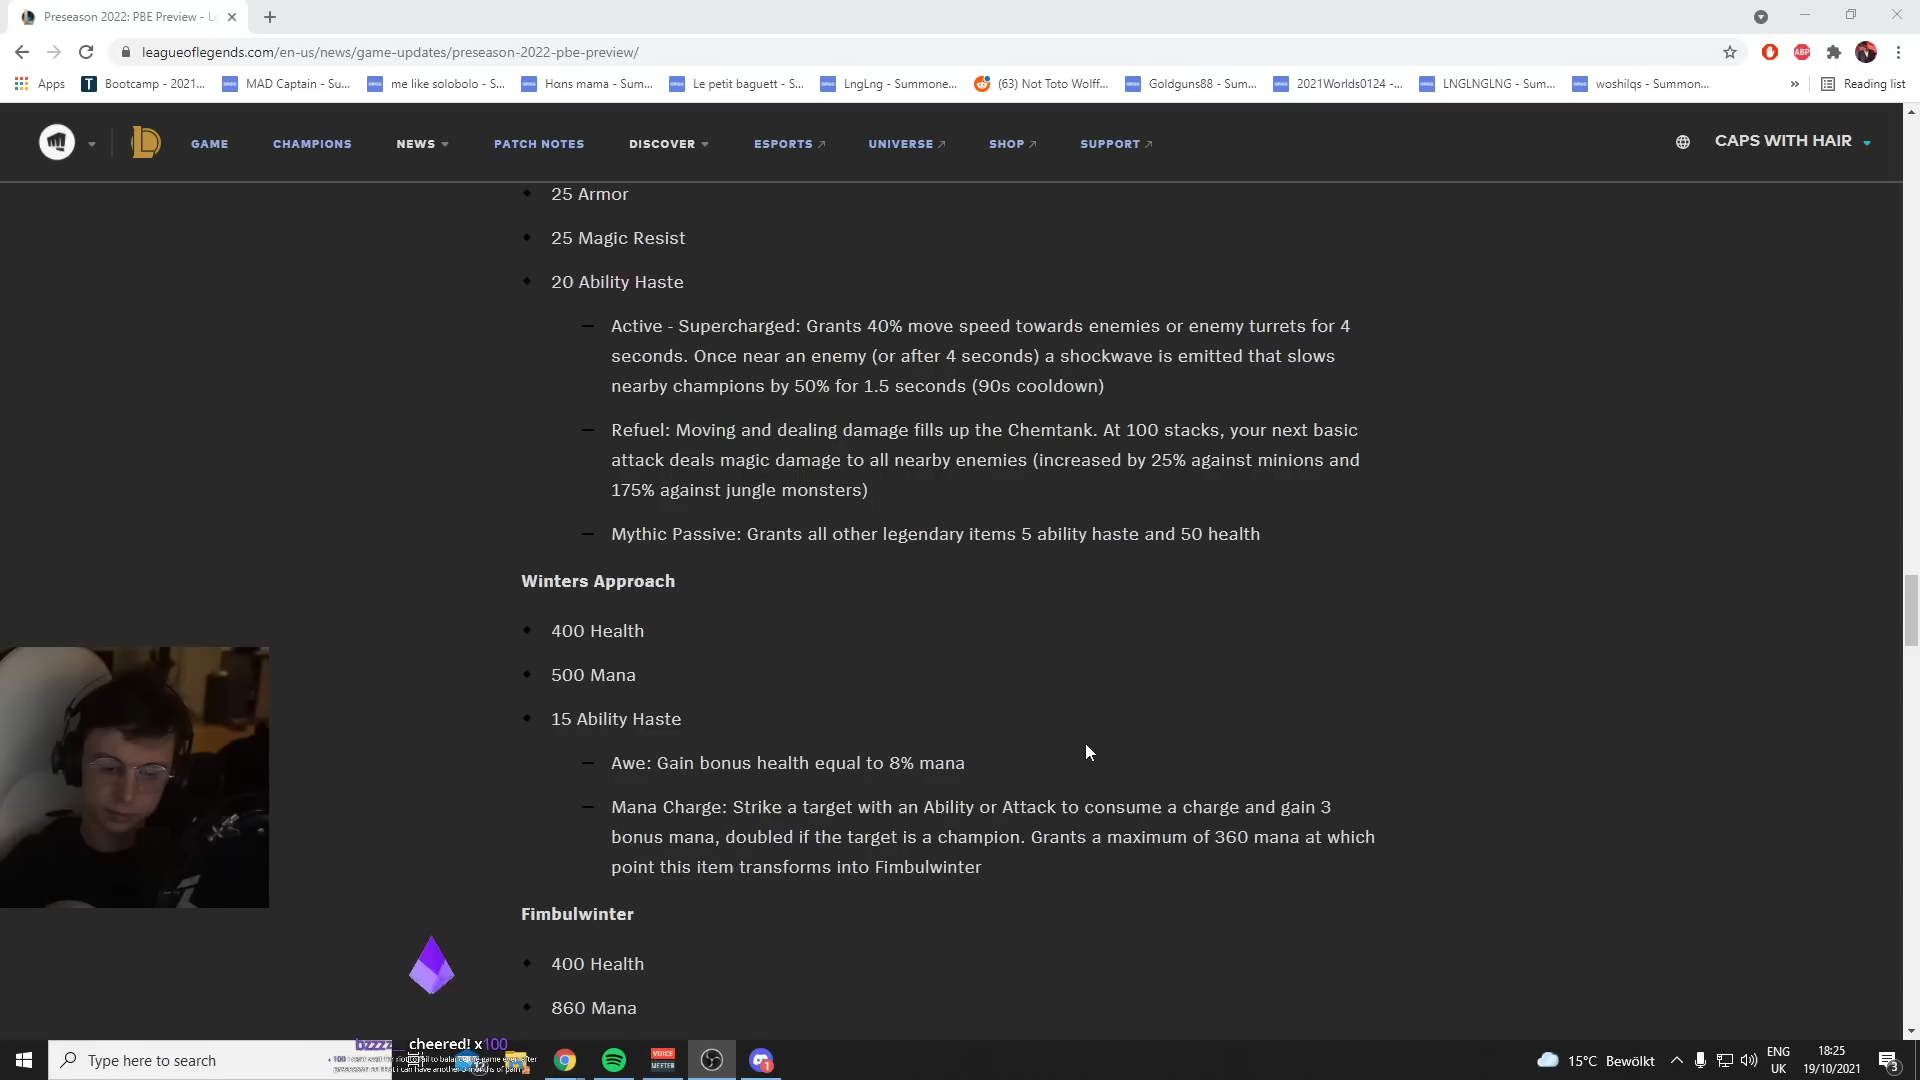 Preseason 2022: PBE Preview - Le
leagueoflegends.com/en-us/news/game-updates/preseason-2022-pbe-preview/
ABP
Apps
T
Bootcamp - 2021...
MAD Captain - Su...
me like solobolo - S...
Hans mama - Sum...
Le petit baguett - S...
LngLng - Summone...
(63) Not Toto Wolff...
Goldguns88 - Sum...
2021Worlds0124 -...
LNGLNGLNG - Sum...
woshilqs - Summon...
»
Reading list
GAME
CHAMPIONS
NEWS
PATCH NOTES
DISCOVER
ESPORTS
UNIVERSE
SHOP
SUPPORT
CAPS WITH HAIR
25 Armor
25 Magic Resist
20 Ability Haste
Active - Supercharged: Grants 40% move speed towards enemies or enemy turrets for 4
seconds. Once near an enemy (or after 4 seconds) a shockwave is emitted that slows
nearby champions by 50% for 1.5 seconds (90s cooldown)
Refuel: Moving and dealing damage fills up the Chemtank. At 100 stacks, your next basic
attack deals magic damage to all nearby enemies (increased by 25% against minions and
175% against jungle monsters)
Mythic Passive: Grants all other legendary items 5 ability haste and 50 health
Winters Approach
400 Health
500 Mana
15 Ability Haste
Awe: Gain bonus health equal to 8% mana
Mana Charge: Strike a target with an Ability or Attack to consume a charge and gain 3
bonus mana, doubled if the target is a champion. Grants a maximum of 360 mana at which
point this item transforms into Fimbulwinter
Fimbulwinter
400 Health
860 Mana
cheered! x100
Type here to search
VOICE
MEETER
1
15°C Bewölkt
ENG
UK
18:25
19/10/2021
3